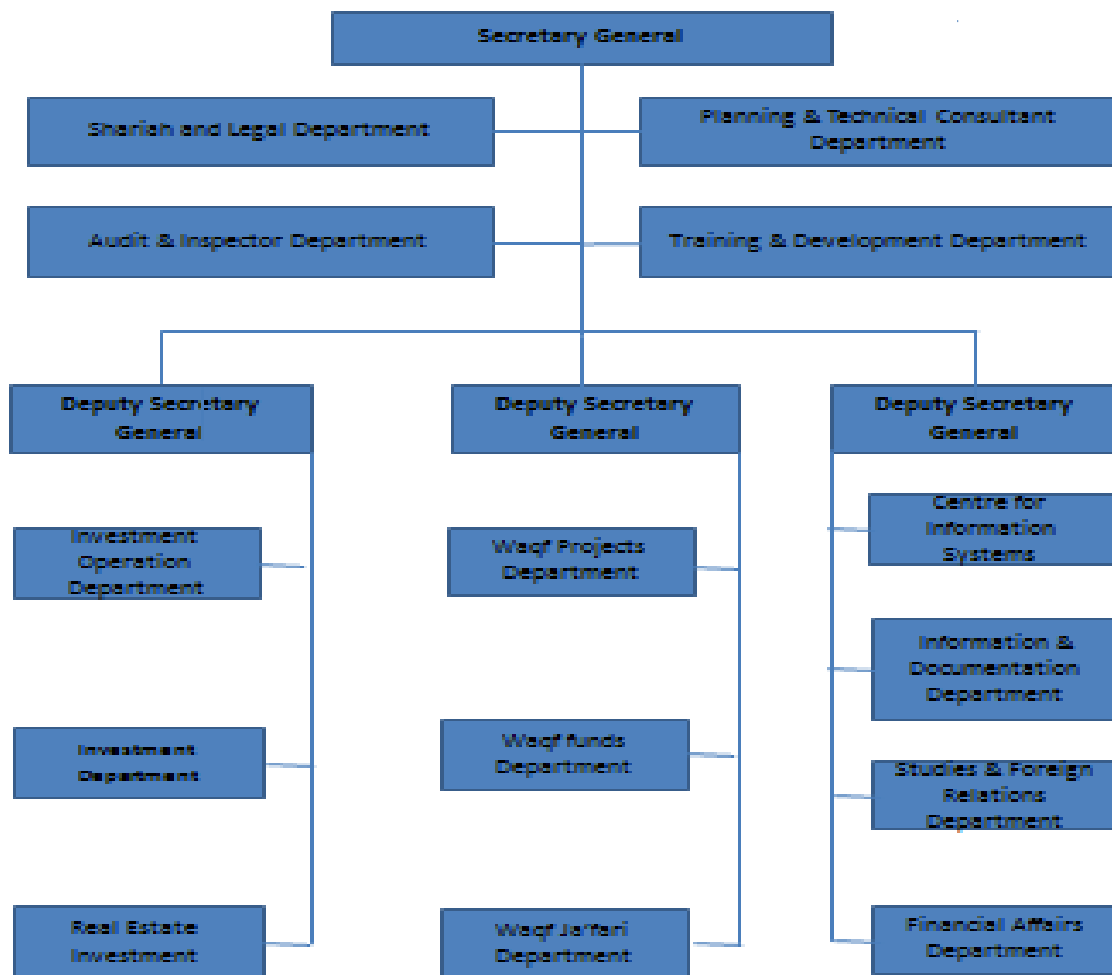 Secretary General
Shariah and Legal Department
Planning & Technical Consultant
Department
Audit & Inspector Department
Training & Development Department
Deputy Secretary
General
Deputy Secretary
General
Deputy Secretary
General
Investment
Operation
Department
Waqf Projects
Department
Centre for
Information
Systems
Information &
Documentation
Department
Investment
Department
Waqf funds
Department
Studies & Foreign
Relations
Department
Real Estate
Investment
Waqf Ja'fari
Department
Financial Affairs
Department